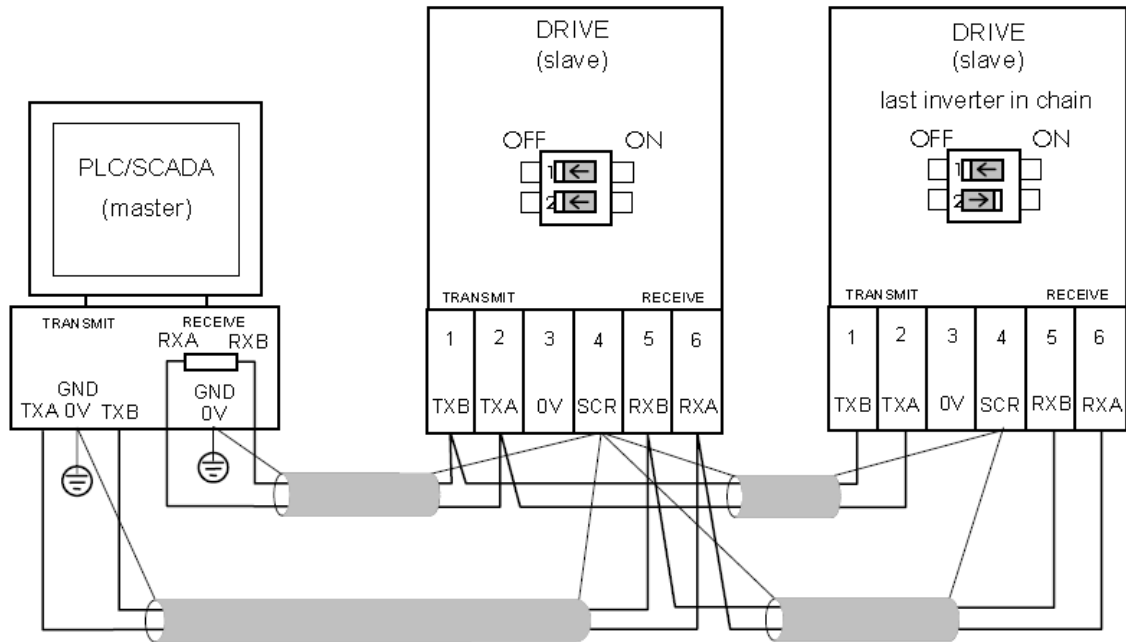 PLC/SCADA
(master)
TRANSMIT RECEIVE
RXA RXB
GND GND
TXA 0V TXB 0V
DRIVE
(slave)
OFF ON
1
2
TRANSMIT RECEIVE
1 2 3 4 5 6
TXB TXA 0V SCR RXB RXA
DRIVE
(slave)
last inverter in chain
OFF ON
1
2
TRANSMIT RECEIVE
1 2 3 4 5 6
TXB TXA 0V SCR RXB RXA